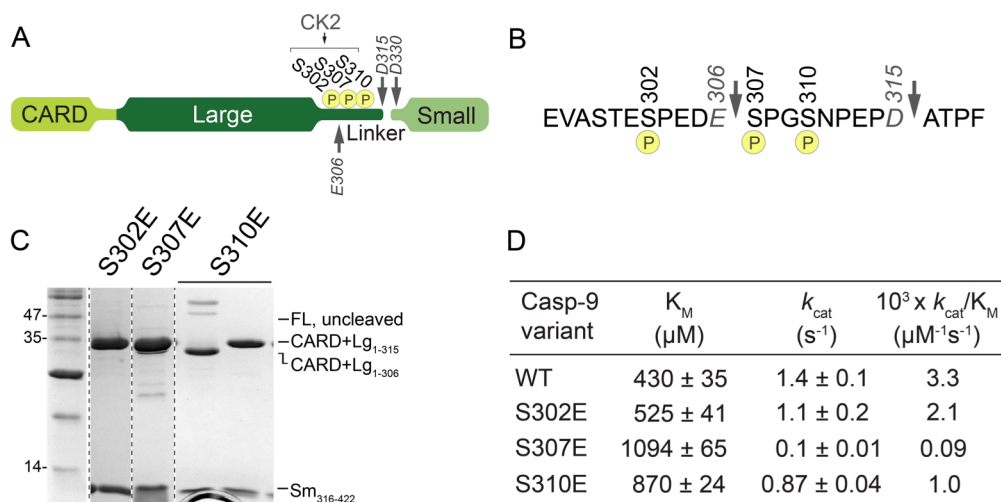 A
CK2
S302
S307
S310
D315
D330
P P P
CARD
Large
Linker
Small
E306
B
302
306
307
310
315
EVASTESPEDE SPGSNPEPD ATPF
P P P
C
S302E
S307E
S310E
47-
35-
14-
FL, uncleaved
CARD+Lg1-315
CARD+Lg1-306
Sm316-422
D
Casp-9 variant KM (µM) kcat (s-1) 10³ x kcat/KM (µM-1s-1)
WT 430 ± 35 1.4 ± 0.1 3.3
S302E 525 ± 41 1.1 ± 0.2 2.1
S307E 1094 ± 65 0.1 ± 0.01 0.09
S310E 870 ± 24 0.87 ± 0.04 1.0